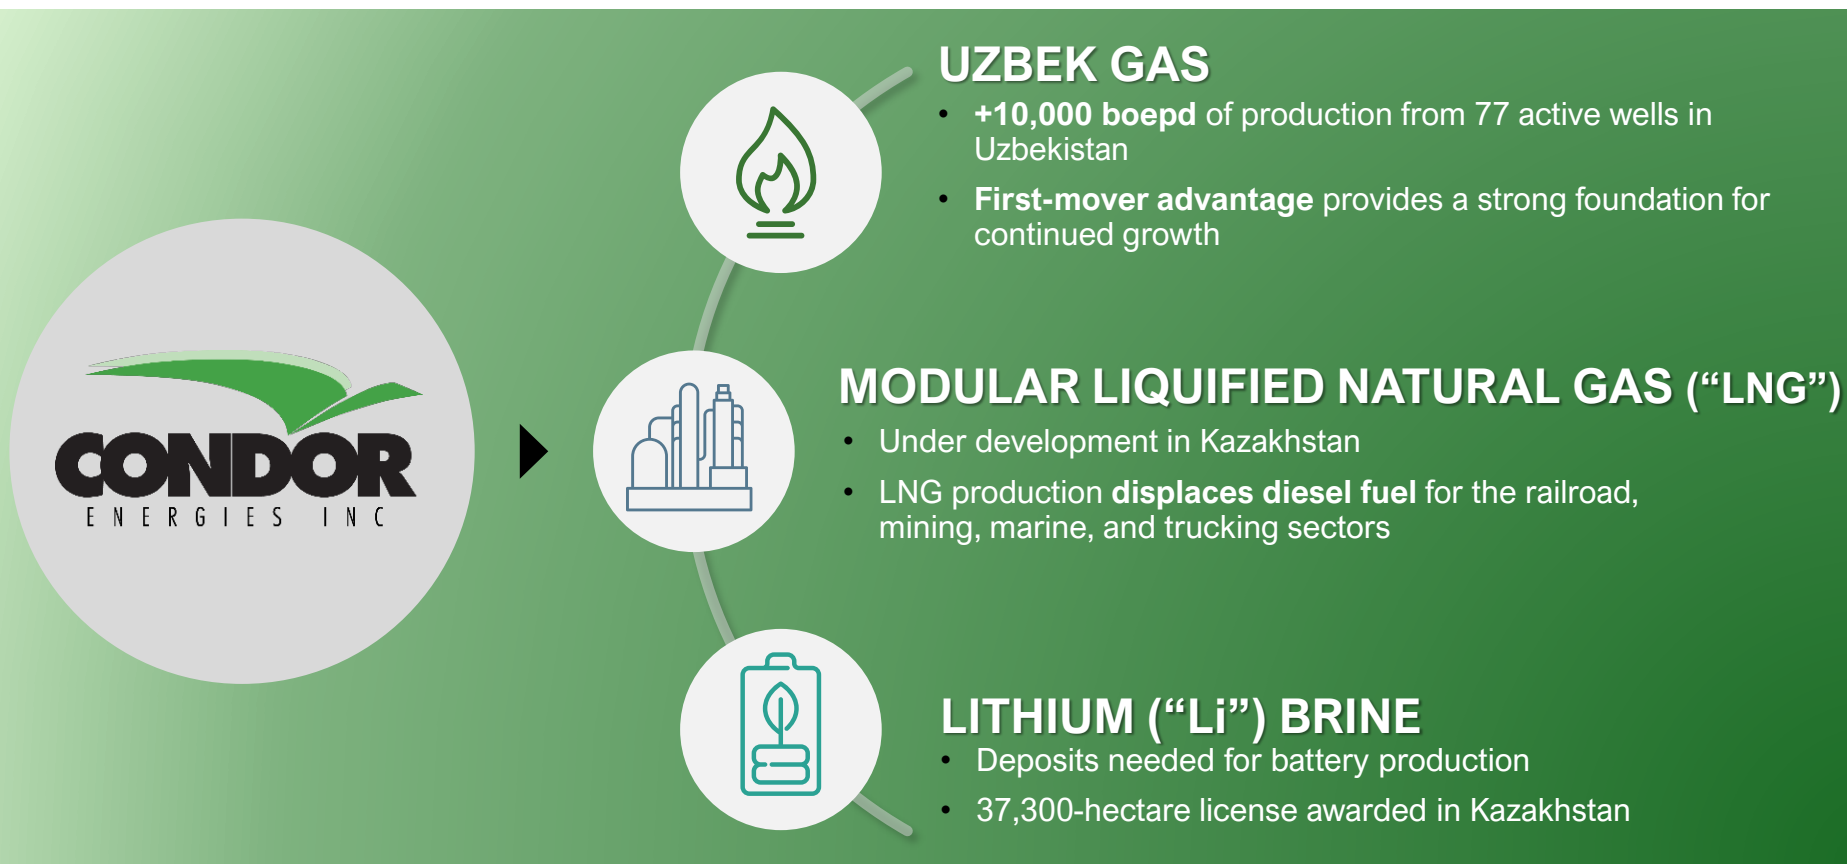 CONDOR
ENERGIES INC
UZBEK GAS
• +10,000 boepd of production from 77 active wells in
Uzbekistan
• First-mover advantage provides a strong foundation for
continued growth
MODULAR LIQUIFIED NATURAL GAS (“LNG”)
• Under development in Kazakhstan
• LNG production displaces diesel fuel for the railroad,
mining, marine, and trucking sectors
LITHIUM (“Li”) BRINE
• Deposits needed for battery production
• 37,300-hectare license awarded in Kazakhstan